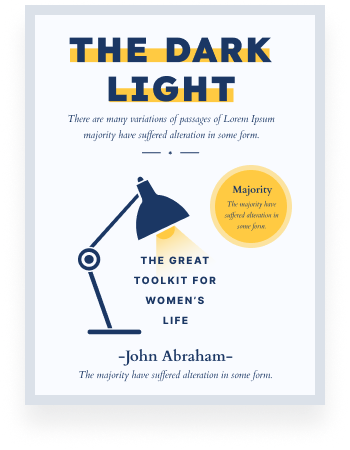 THE DARK
LIGHT
There are many variations of passages of Lorem Ipsum
majority have suffered alteration in some form.
Majority
The majority have
suffered alteration in
some form.
THE GREAT
TOOLKIT FOR
WOMEN'S
LIFE
-John Abraham-
The majority have suffered alteration in some form.